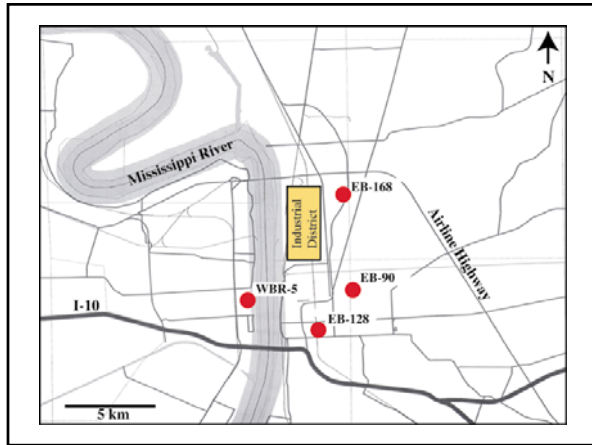 N
Mississippi River
EB-168
Industrial
District
Airline Highway
WBR-5
EB-90
I-10
EB-128
5 km